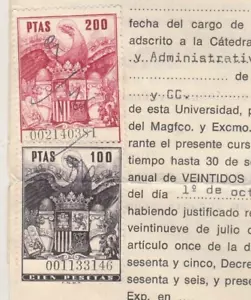 PTAS 200
002140381
PTAS 100
001133146
CIEN PESETAS
fecha del cargo de
adscrito a la Cátedra
y Administrativ
de
y CC.
de esta Universidad, p
del Magfco. y Excmo
rante el presente curs
tiempo hasta 30 de se
anual de VEINTIDOS
del día 1º de oct
habiendo justificado r
veintinueve de julio c
artículo once de la d
sesenta y cinco, Decre
sesenta y seis, y prest
Exp. en